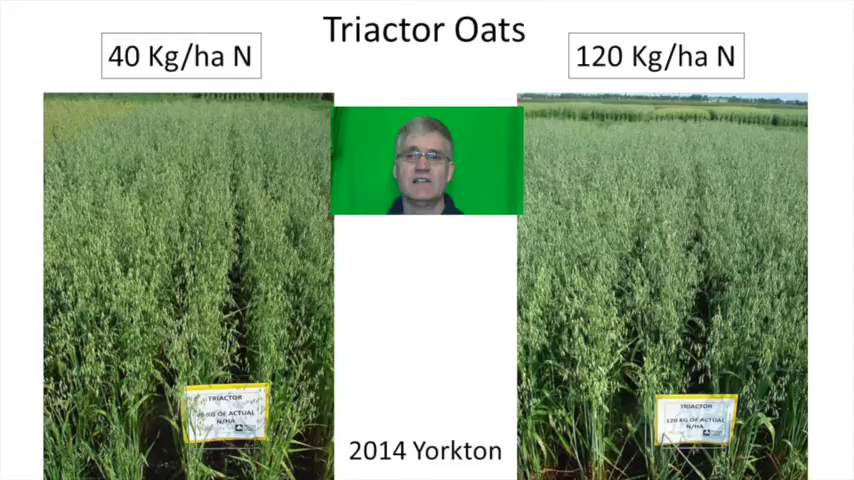 Triactor Oats
40 Kg/ha N
120 Kg/ha N
TRIACTOR
KG OF ACTUAL
N/HA
TRIACTOR
120 KG OF ACTUAL
N/HA
2014 Yorkton